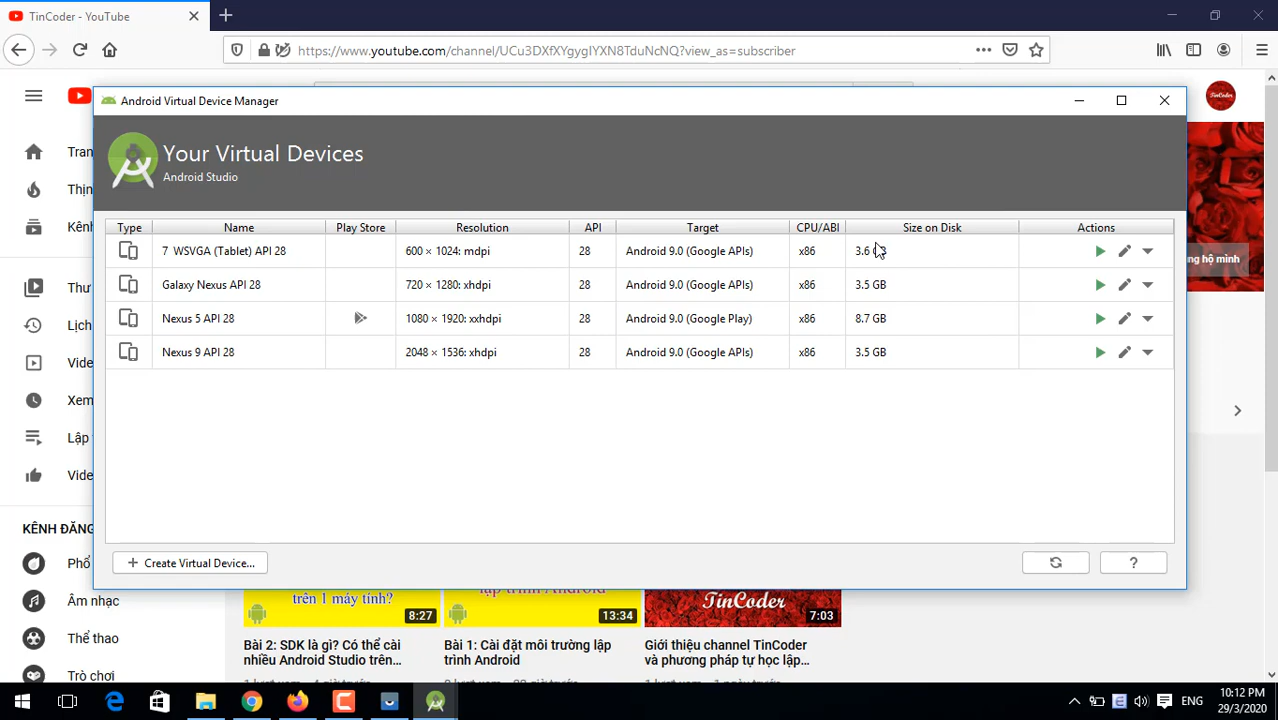 TinCoder - YouTube
https://www.youtube.com/channel/UCu3DXfXYgygIYXN8TduNcNQ?view_as=subscriber
TinCoder
Android Virtual Device Manager
Your Virtual Devices
Android Studio
Type Name Play Store Resolution API Target CPU/ABI Size on Disk Actions
7 WSVGA (Tablet) API 28 600 × 1024: mdpi 28 Android 9.0 (Google APIs) x86 3.6
Galaxy Nexus API 28 720 × 1280: xhdpi 28 Android 9.0 (Google APIs) x86 3.5 GB
Nexus 5 API 28 1080 × 1920: xxhdpi 28 Android 9.0 (Google Play) x86 8.7 GB
Nexus 9 API 28 2048 × 1536: xhdpi 28 Android 9.0 (Google APIs) x86 3.5 GB
+ Create Virtual Device...
?
Tran
Thịn
Kênh
Thư
Lịch
Video
Xem
Lập
Vide
KÊNH ĐĂNG
Phổ
Âm nhạc
Thể thao
Trò chơi
ng hộ mình
trên 1 máy tính?
8:27
Bài 2: SDK là gì? Có thể cài
nhiều Android Studio trên...
lập trình Android
13:34
Bài 1: Cài đặt môi trường lập
trình Android
TinCoder
7:03
Giới thiệu channel TinCoder
và phương pháp tự học lập...
ENG
10:12 PM
29/3/2020